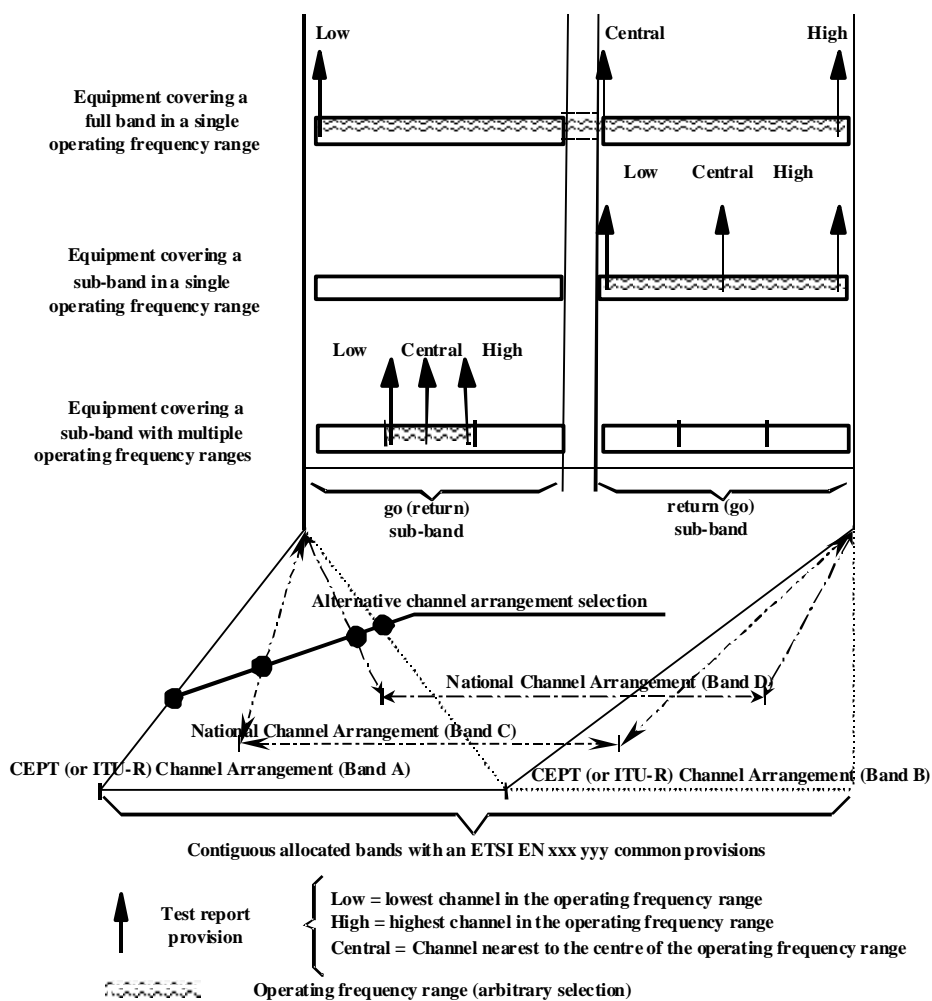 Low
Central
High
Equipment covering a
full band in a single
operating frequency range
Low
Central
High
Equipment covering a
sub-band in a single
operating frequency range
Low
Central
High
Equipment covering a
sub-band with multiple
operating frequency ranges
go (return)
sub-band
return (go)
sub-band
Alternative channel arrangement selection
National Channel Arrangement (Band D)
National Channel Arrangement (Band C)
CEPT (or ITU-R) Channel Arrangement (Band A)
CEPT (or ITU-R) Channel Arrangement (Band B)
Contiguous allocated bands with an ETSI EN xxx yyy common provisions
Test report
provision
Low = lowest channel in the operating frequency range
High = highest channel in the operating frequency range
Central = Channel nearest to the centre of the operating frequency range
Operating frequency range (arbitrary selection)